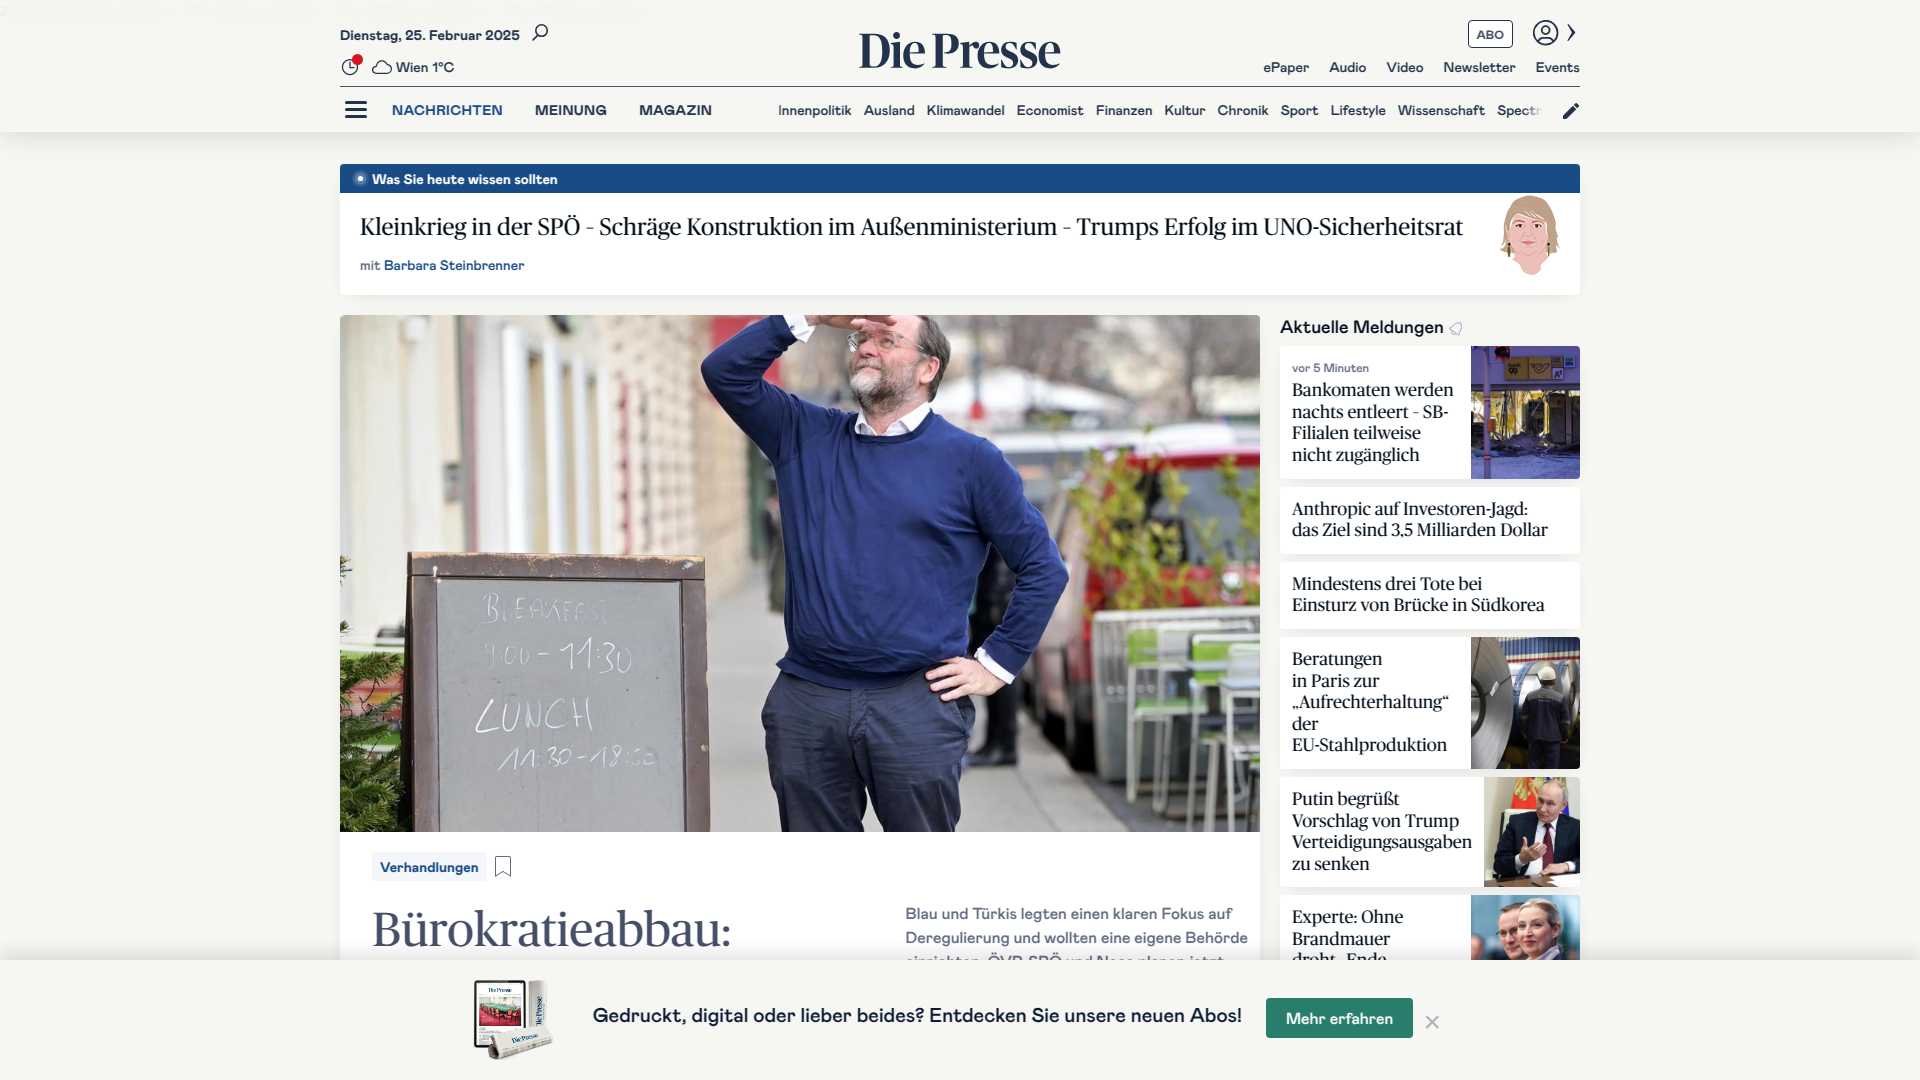 Dienstag, 25. Februar 2025
Wien 1°C
Die Presse
ABO
ePaper Audio Video Newsletter Events
NACHRICHTEN MEINUNG MAGAZIN
Innenpolitik Ausland Klimawandel Economist Finanzen Kultur Chronik Sport Lifestyle Wissenschaft
Was Sie heute wissen sollten
Kleinkrieg in der SPÖ – Schräge Konstruktion im Außenministerium – Trumps Erfolg im UNO-Sicherheitsrat
mit Barbara Steinbrenner
BREAKFAST
9:00 – 11:30
LUNCH
11:30 – 18:00
Verhandlungen
Bürokratieabbau:
Blau und Türkis legten einen klaren Fokus auf
Deregulierung und wollten eine eigene Behörde
Aktuelle Meldungen
vor 5 Minuten
Bankomaten werden
nachts entleert – SB-
Filialen teilweise
nicht zugänglich
Anthropic auf Investoren-Jagd:
das Ziel sind 3,5 Milliarden Dollar
Mindestens drei Tote bei
Einsturz von Brücke in Südkorea
Beratungen
in Paris zur
„Aufrechterhaltung“
der
EU-Stahlproduktion
Putin begrüßt
Vorschlag von Trump
Verteidigungsausgaben
zu senken
Experte: Ohne
Brandmauer
Die Presse
Die Presse
Die Presse
Gedruckt, digital oder lieber beides? Entdecken Sie unsere neuen Abos!
Mehr erfahren